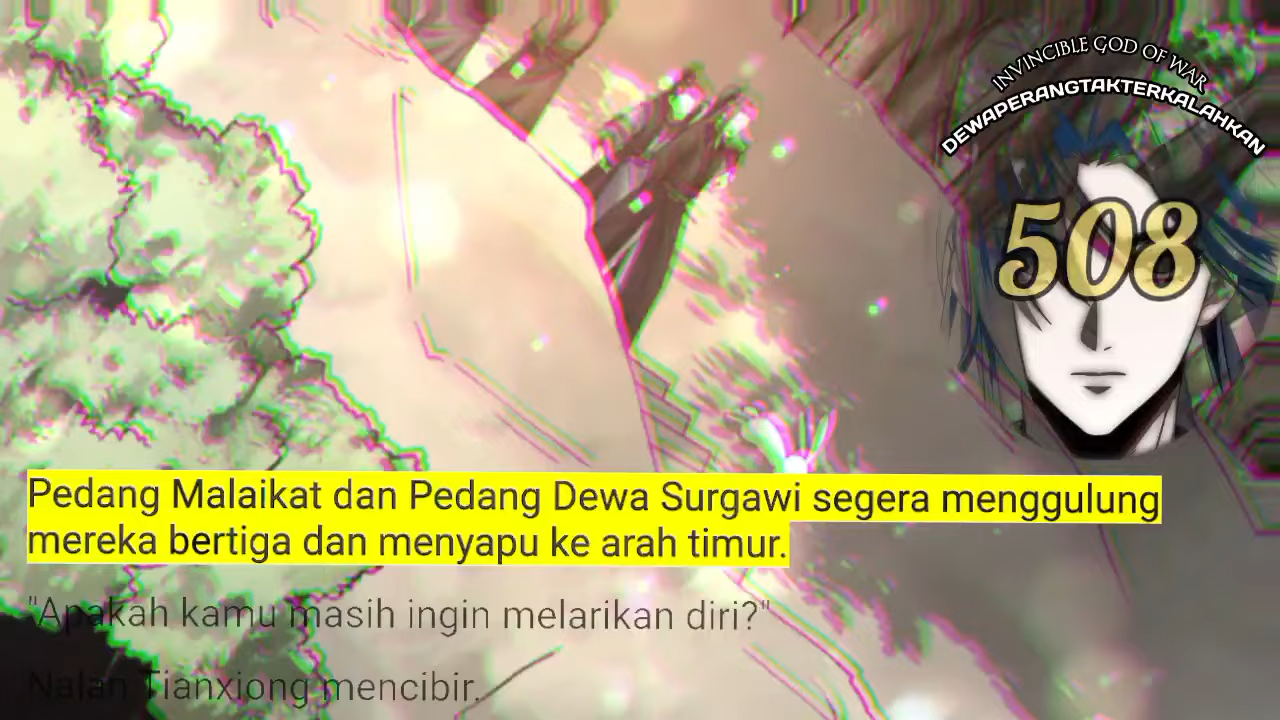 INVINCIBLE GOD OF WAR
DEWAPERANGTAKTERKALAHKAN
508
Pedang Malaikat dan Pedang Dewa Surgawi segera menggulung
mereka bertiga dan menyapu ke arah timur.
"Apakah kamu masih ingin melarikan diri?"
Nalan Tianxiong mencibir.